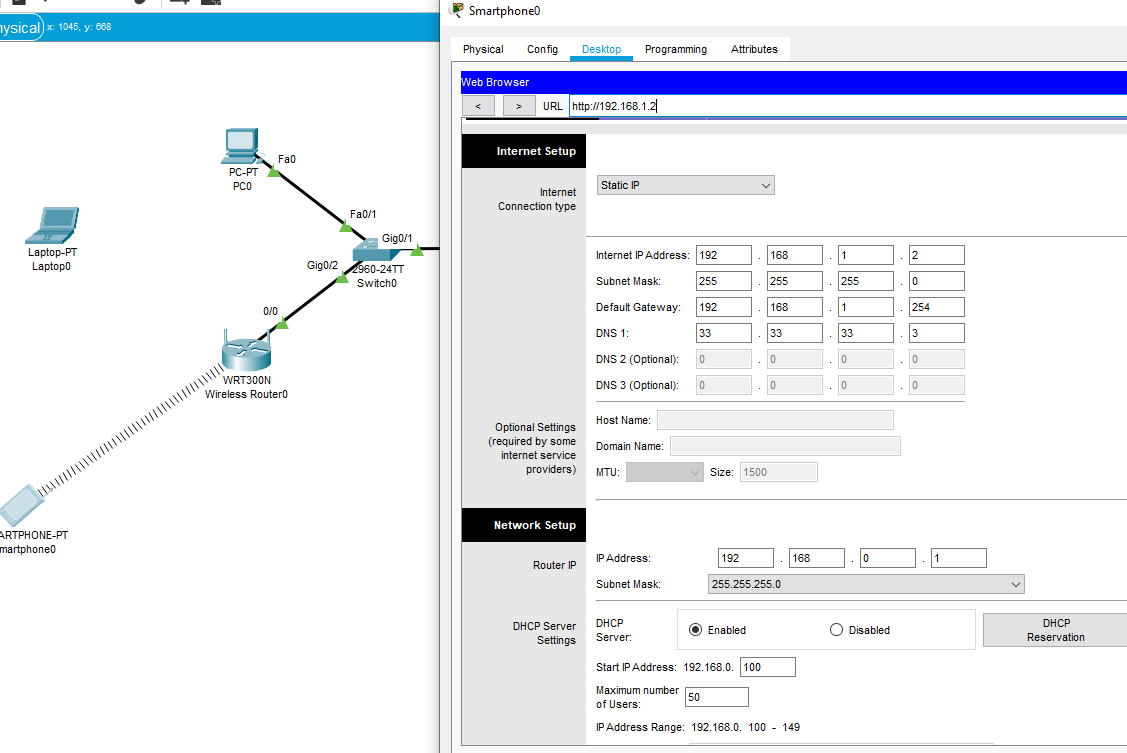 Smartphone0
hysical x: 1045, y: 668
Physical Config Desktop Programming Attributes
Web Browser
< > URL http://192.168.1.2
Internet Setup
Internet
Connection type
Static IP
Internet IP Address: 192 . 168 . 1 . 2
Subnet Mask: 255 . 255 . 255 . 0
Default Gateway: 192 . 168 . 1 . 254
DNS 1: 33 . 33 . 33 . 3
DNS 2 (Optional): 0 . 0 . 0 . 0
DNS 3 (Optional): 0 . 0 . 0 . 0
Optional Settings
(required by some
internet service
providers)
Host Name:
Domain Name:
MTU: Size: 1500
Network Setup
Router IP
IP Address: 192 . 168 . 0 . 1
Subnet Mask: 255.255.255.0
DHCP Server
Settings
DHCP
Server:
Enabled Disabled
DHCP
Reservation
Start IP Address: 192.168.0. 100
Maximum number
of Users:
50
IP Address Range: 192.168.0. 100 - 149
Fa0
PC-PT
PC0
Fa0/1
Gig0/1
Laptop-PT
Laptop0
Gig0/2
2960-24TT
Switch0
0/0
WRT300N
Wireless Router0
ARTPHONE-PT
martphone0